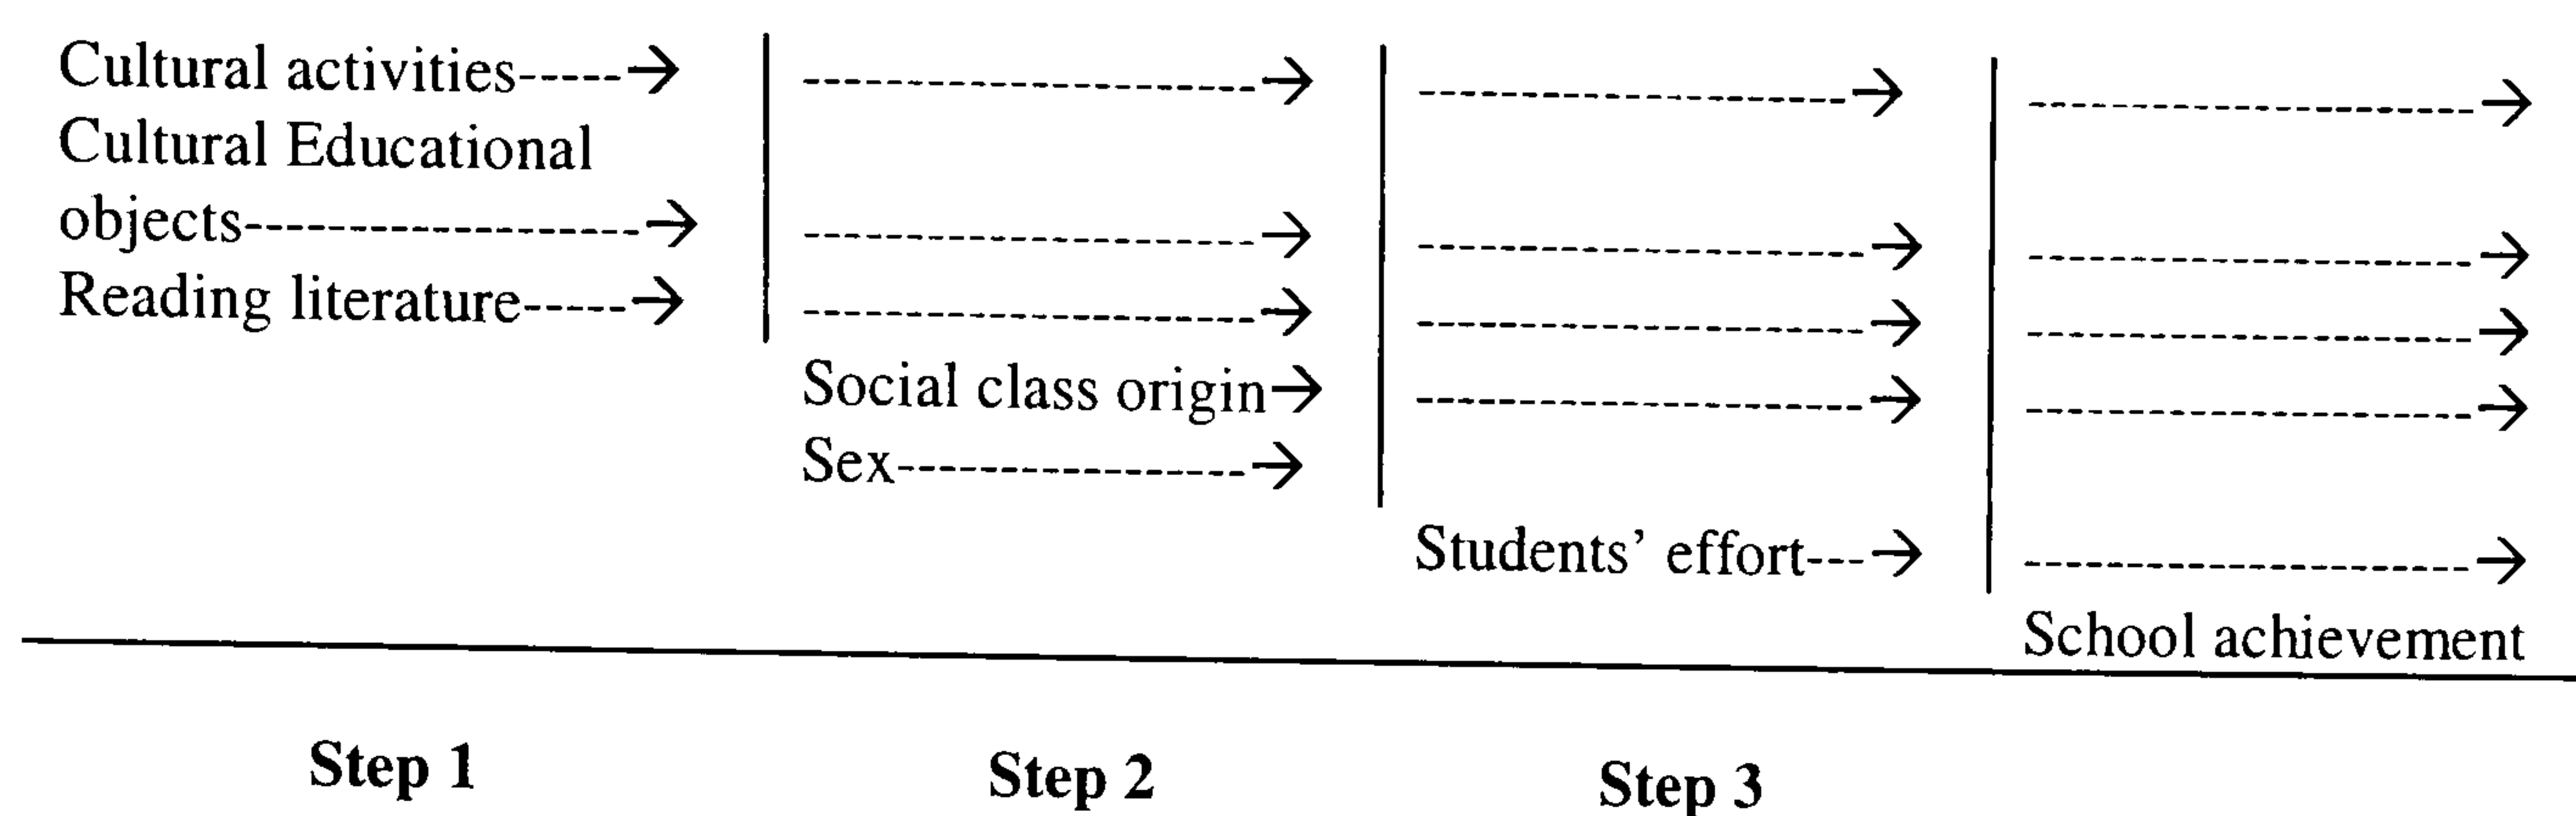 Cultural activities-----→
Cultural Educational
objects-------------------→
Reading literature-----→
Social class origin→
Sex-----------------→
Students’ effort---→
School achievement
Step 1
Step 2
Step 3